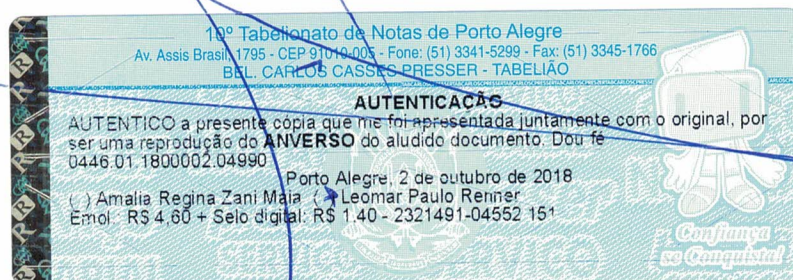 10º Tabelionato de Notas de Porto Alegre
Av. Assis Brasil, 1795 - CEP 91010-005 - Fone: (51) 3341-5299 - Fax: (51) 3345-1766
BEL. CARLOS CASSES PRESSER - TABELIÃO
AUTENTICAÇÃO
AUTENTICO a presente cópia que me foi apresentada juntamente com o original, por
ser uma reprodução do ANVERSO do aludido documento. Dou fé
0446.01.1800002.04990
Porto Alegre, 2 de outubro de 2018
( ) Amalia Regina Zani Maia ( ) Leomar Paulo Renner
Emol.: R$ 4,60 + Selo digital: R$ 1,40 - 2321491-04552 151
Confiança
se Conquista!